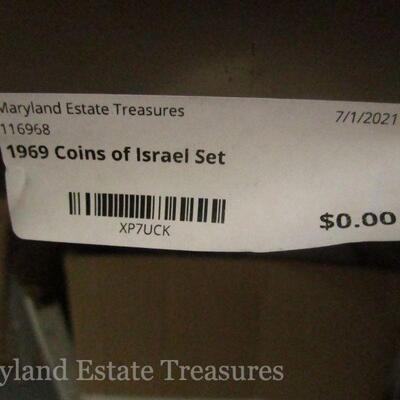 Maryland Estate Treasures
7/1/2021
116968
1969 Coins of Israel Set
XP7UCK
$0.00
ryland Estate Treasures